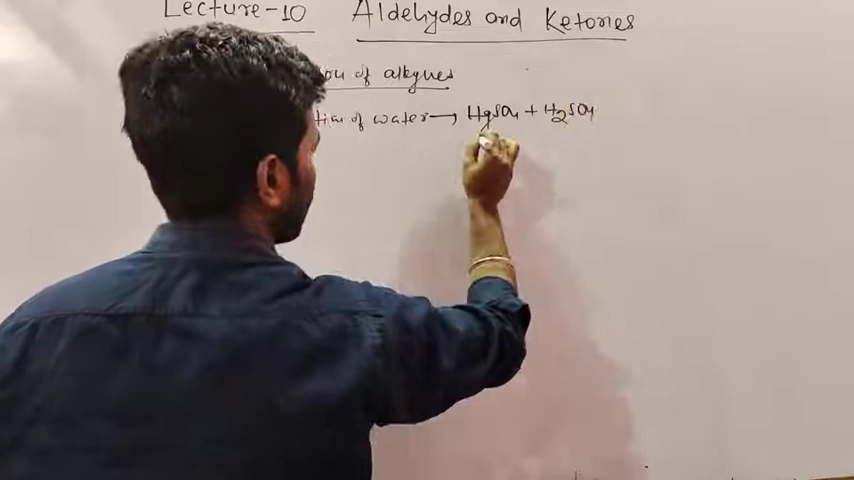 Lecture-10 Aldehydes and Ketones
of alkynes
of water → HgSO4 + H2SO4